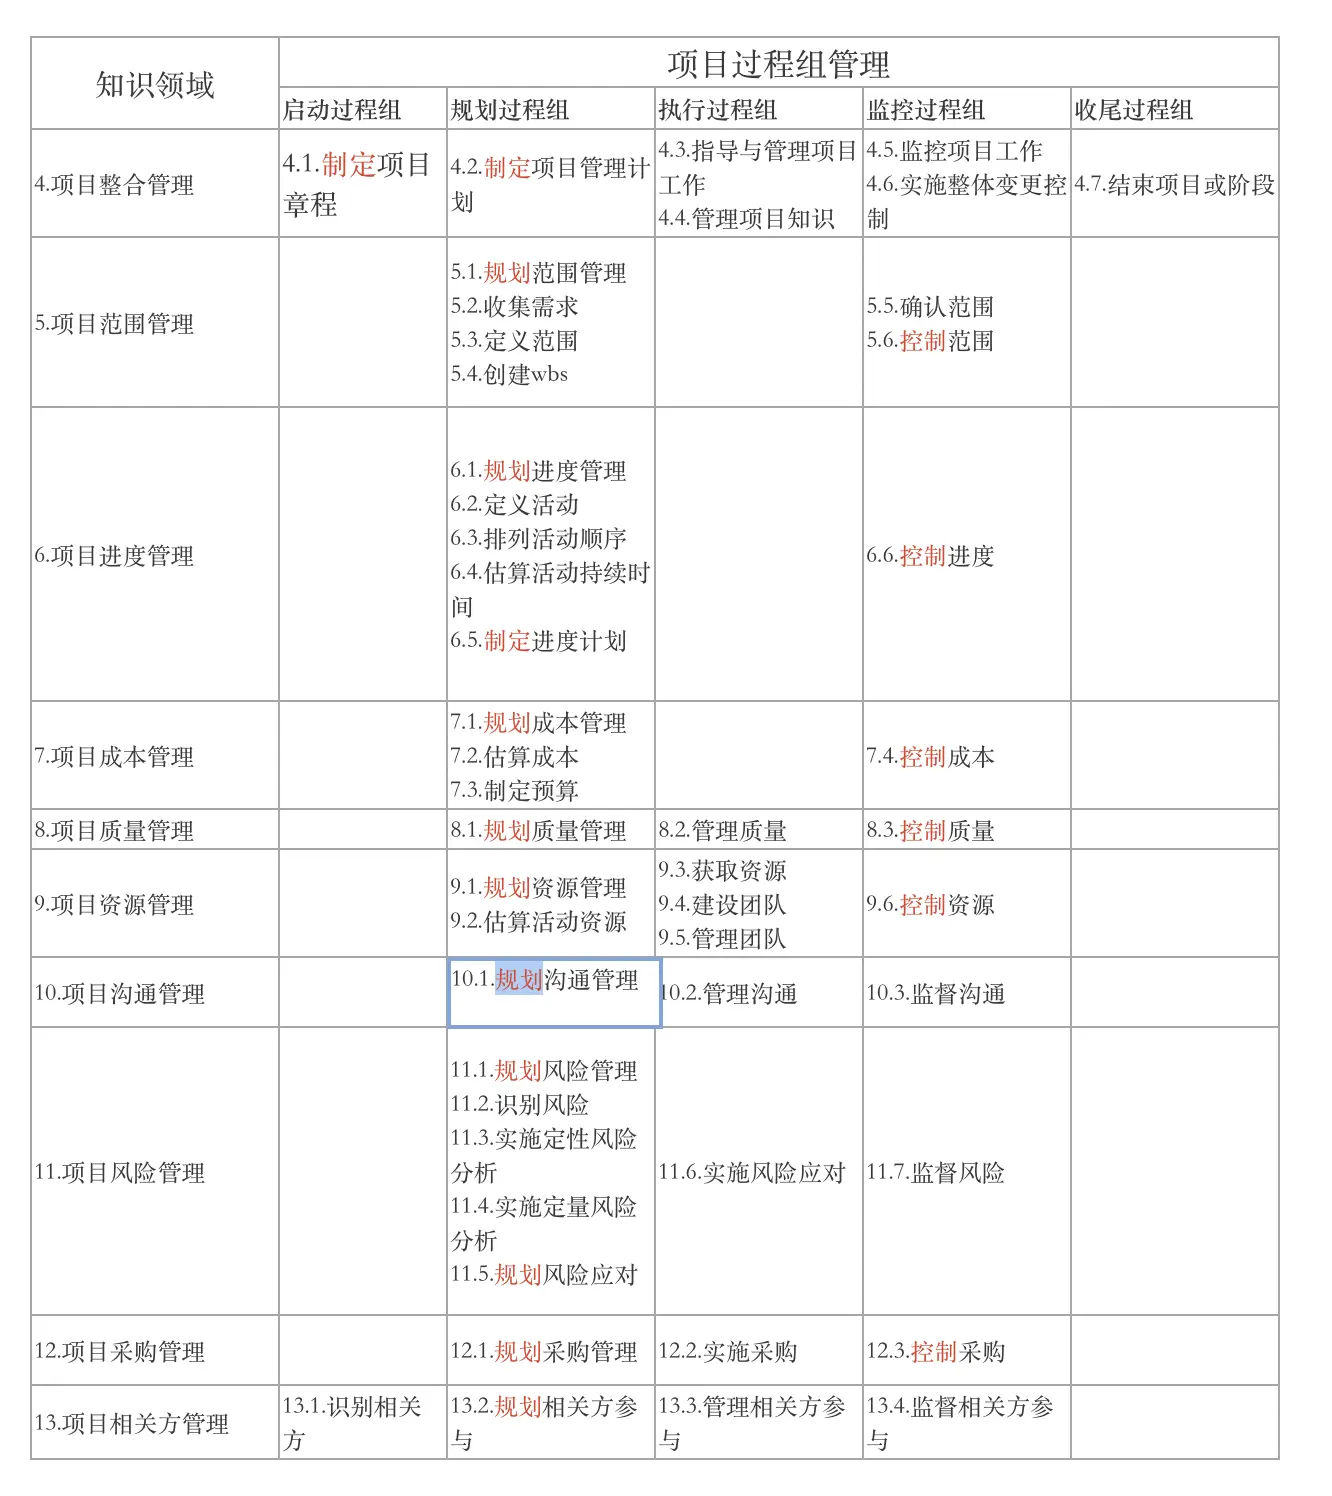 知识领域
项目过程组管理
启动过程组
规划过程组
执行过程组
监控过程组
收尾过程组
4.项目整合管理
4.1.制定项目
章程
4.2.制定项目管理计
划
4.3.指导与管理项目
工作
4.4.管理项目知识
4.5.监控项目工作
4.6.实施整体变更控
制
4.7.结束项目或阶段
5.项目范围管理
5.1.规划范围管理
5.2.收集需求
5.3.定义范围
5.4.创建wbs
5.5.确认范围
5.6.控制范围
6.项目进度管理
6.1.规划进度管理
6.2.定义活动
6.3.排列活动顺序
6.4.估算活动持续时
间
6.5.制定进度计划
6.6.控制进度
7.项目成本管理
7.1.规划成本管理
7.2.估算成本
7.3.制定预算
7.4.控制成本
8.项目质量管理
8.1.规划质量管理
8.2.管理质量
8.3.控制质量
9.项目资源管理
9.1.规划资源管理
9.2.估算活动资源
9.3.获取资源
9.4.建设团队
9.5.管理团队
9.6.控制资源
10.项目沟通管理
10.1.规划沟通管理
10.2.管理沟通
10.3.监督沟通
11.项目风险管理
11.1.规划风险管理
11.2.识别风险
11.3.实施定性风险
分析
11.4.实施定量风险
分析
11.5.规划风险应对
11.6.实施风险应对
11.7.监督风险
12.项目采购管理
12.1.规划采购管理
12.2.实施采购
12.3.控制采购
13.项目相关方管理
13.1.识别相关
方
13.2.规划相关方参
与
13.3.管理相关方参
与
13.4.监督相关方参
与